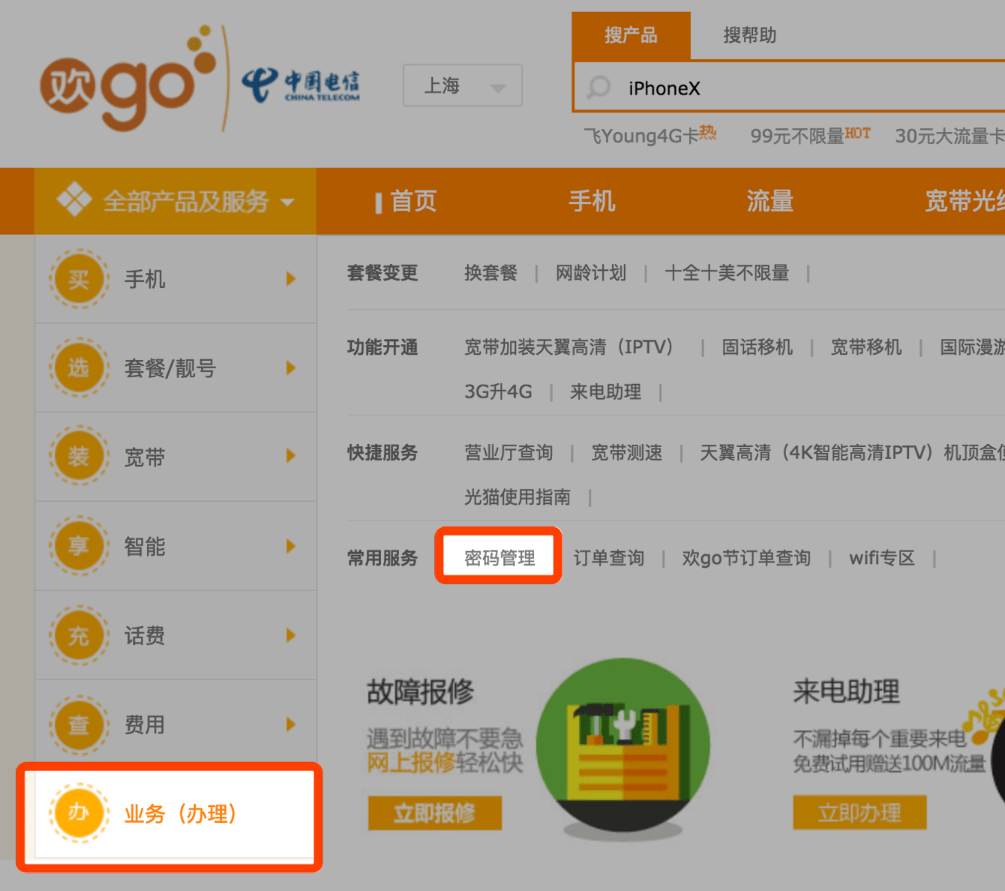 搜产品 搜帮助
欢go 中国电信
CHINA TELECOM
上海
iPhoneX
飞Young4G卡热 99元不限量HOT 30元大流量卡
全部产品及服务 首页 手机 流量 宽带光
买 手机
选 套餐/靓号
装 宽带
享 智能
充 话费
查 费用
办 业务（办理）
套餐变更 换套餐 | 网龄计划 | 十全十美不限量 |
功能开通 宽带加装天翼高清（IPTV） | 固话移机 | 宽带移机 | 国际漫游
3G升4G | 来电助理 |
快捷服务 营业厅查询 | 宽带测速 | 天翼高清（4K智能高清IPTV）机顶盒
光猫使用指南 |
常用服务 密码管理 订单查询 | 欢go节订单查询 | wifi专区 |
故障报修
遇到故障不要急
网上报修轻松快
立即报修
来电助理
不漏掉每个重要来电
免费试用赠送100M流量
立即办理